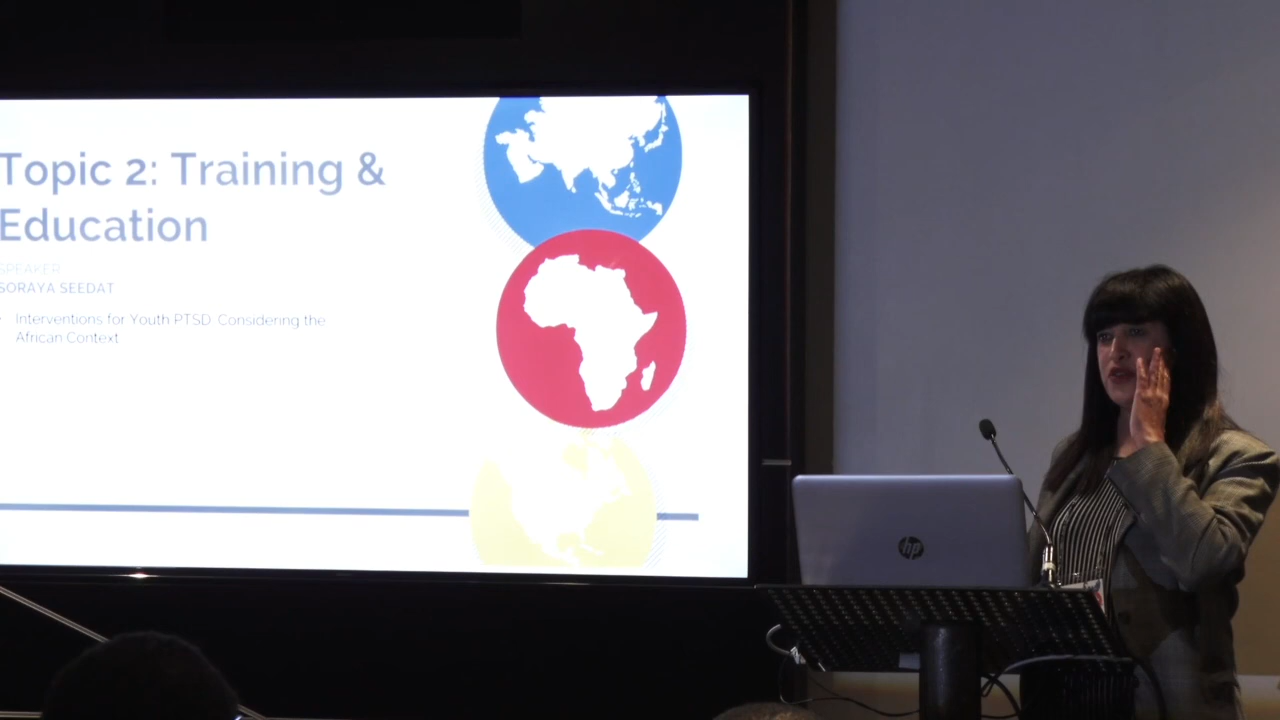 Topic 2: Training &
Education
SPEAKER
SORAYA SEEDAT
Interventions for Youth PTSD: Considering the
African Context
hp